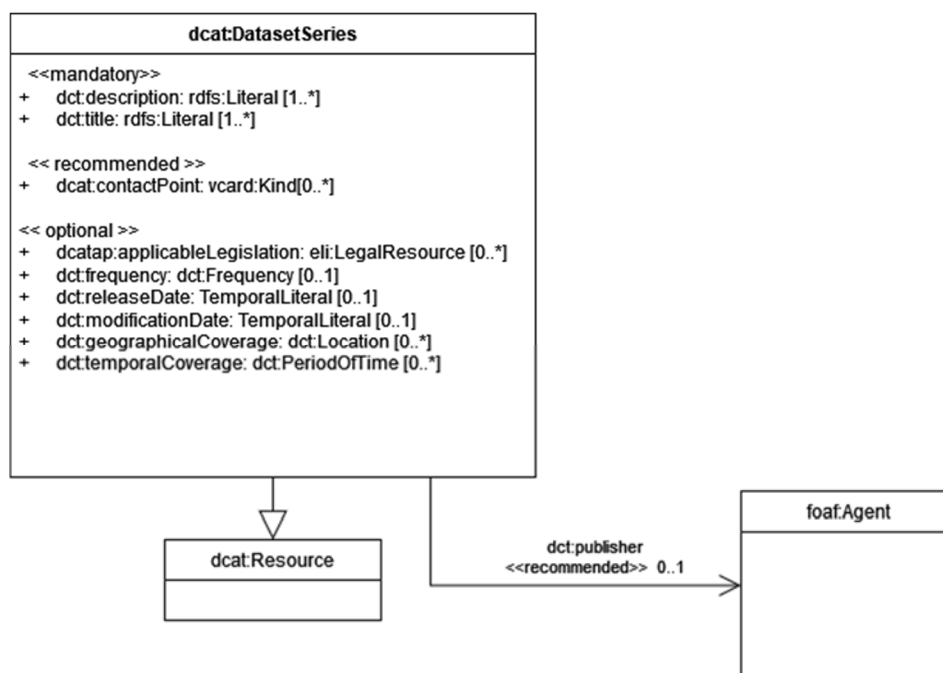 dcat:DatasetSeries
<<mandatory>>
+ dct:description: rdfs:Literal [1..*]
+ dct:title: rdfs:Literal [1..*]
<< recommended >>
+ dcat:contactPoint: vcard:Kind[0..*]
<< optional >>
+ dcatap:applicableLegislation: eli:LegalResource [0..*]
+ dct:frequency: dct:Frequency [0..1]
+ dct:releaseDate: TemporalLiteral [0..1]
+ dct:modificationDate: TemporalLiteral [0..1]
+ dct:geographicalCoverage: dct:Location [0..*]
+ dct:temporalCoverage: dct:PeriodOfTime [0..*]
dcat:Resource
dct:publisher
<<recommended>> 0..1
foaf:Agent